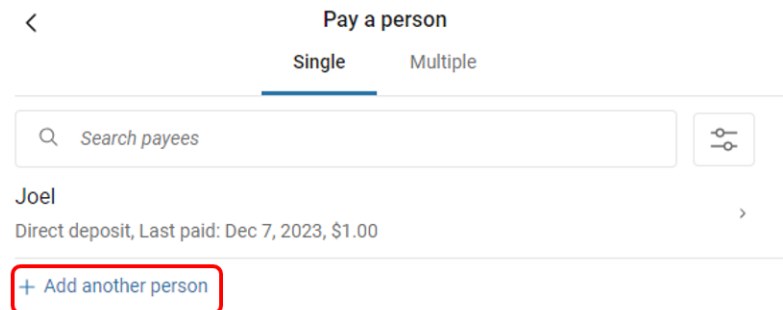 Pay a person
Single Multiple
Search payees
Joel
Direct deposit, Last paid: Dec 7, 2023, $1.00
+ Add another person